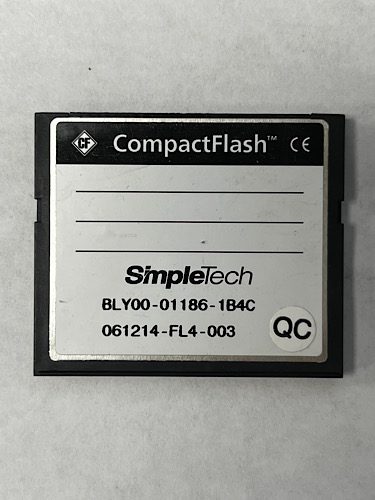 CF CompactFlash™ CE
SimpleTech
BLY00-01186-1B4C
061214-FL4-003
QC